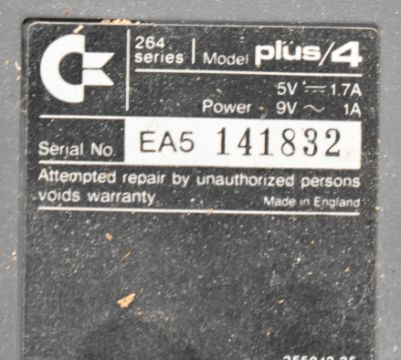 264
series Model plus/4
5V ⎓ 1.7A
Power 9V ~ 1A
Serial No. EA5 141832
Attempted repair by unauthorized persons
voids warranty. Made in England